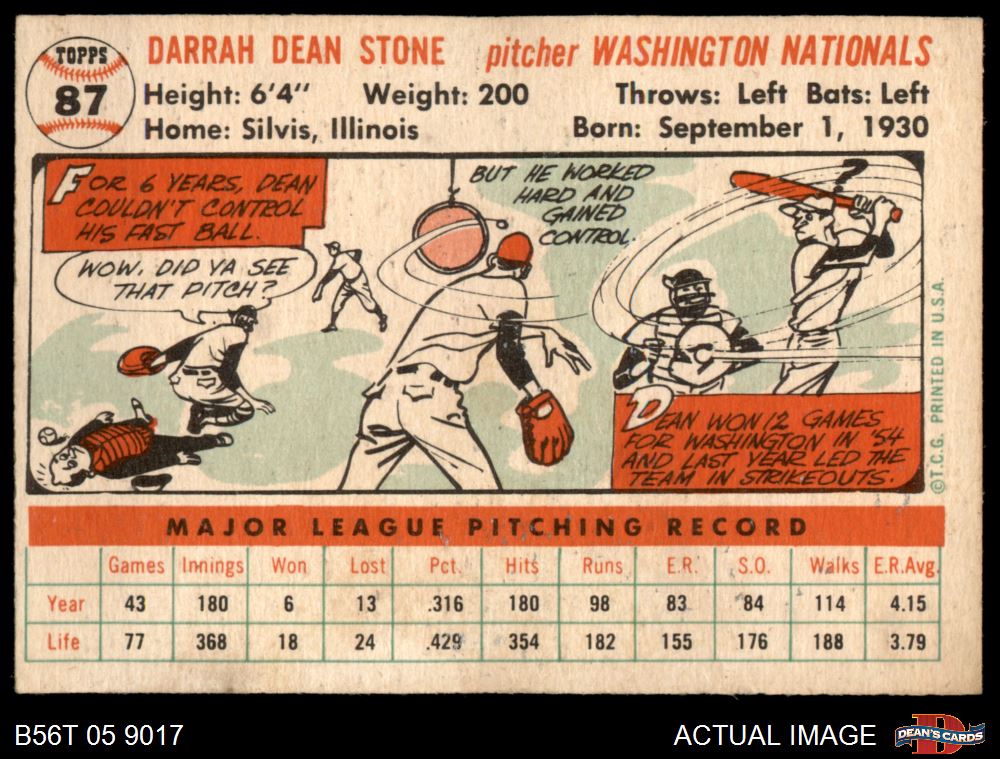 TOPPS
87
DARRAH DEAN STONE pitcher WASHINGTON NATIONALS
Height: 6'4" Weight: 200 Throws: Left Bats: Left
Home: Silvis, Illinois Born: September 1, 1930
FOR 6 YEARS, DEAN
COULDN'T CONTROL
HIS FAST BALL.
WOW, DID YA SEE
THAT PITCH?
BUT HE WORKED
HARD AND
GAINED
CONTROL.
?
DEAN WON 12 GAMES
FOR WASHINGTON IN '54
AND LAST YEAR LED THE
TEAM IN STRIKEOUTS.
©T.C.G. PRINTED IN U.S.A.
MAJOR LEAGUE PITCHING RECORD
Games Innings Won Lost Pct. Hits Runs E.R. S.O. Walks E.R.Avg.
Year 43 180 6 13 .316 180 98 83 84 114 4.15
Life 77 368 18 24 .429 354 182 155 176 188 3.79
B56T 05 9017 ACTUAL IMAGE DEAN'S CARDS